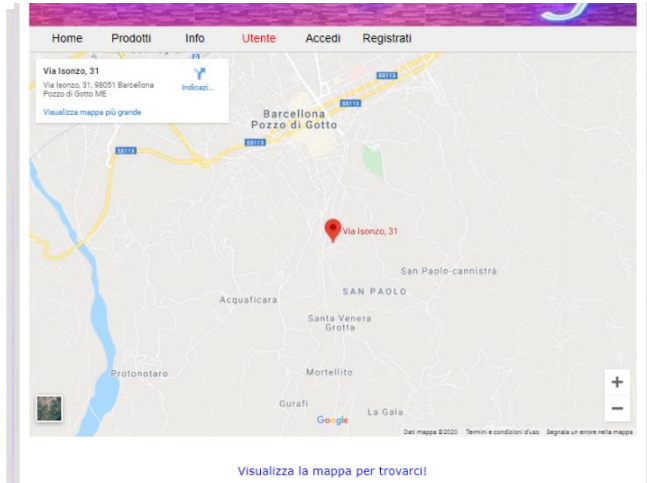 Home Prodotti Info Utente Accedi Registrati
Via Isonzo, 31
Via Isonzo, 31, 98051 Barcellona
Pozzo di Gotto ME
Indicazi...
Visualizza mappa più grande
SS113
SS113
Barcellona
Pozzo di Gotto
SS113
SS113
Via Isonzo, 31
San Paolo-cannistrà
SAN PAOLO
Acquaficara
Santa Venera
Grotta
Protonotaro
Mortellito
Gurafi
La Gala
Google
+
−
Dati mappa ©2020 Termini e condizioni d'uso Segnala un errore nella mappa
Visualizza la mappa per trovarci!